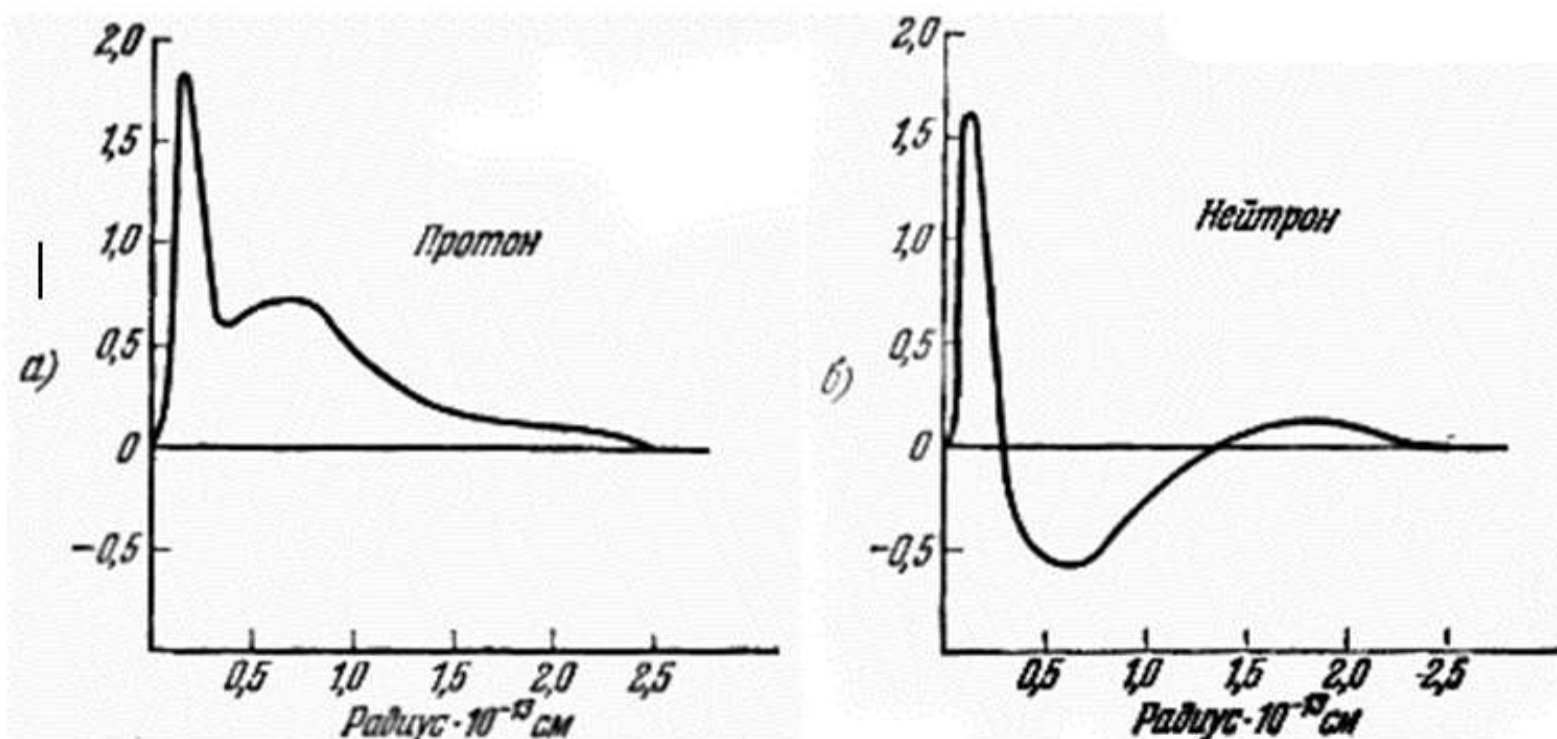 2,0
1,5
1,0
0,5
0
-0,5
Протон
а)
0,5 1,0 1,5 2,0 2,5
Радиус·10⁻¹³ см
2,0
1,5
1,0
0,5
0
-0,5
Нейтрон
б)
0,5 1,0 1,5 2,0 -2,5
Радиус·10⁻¹³ см